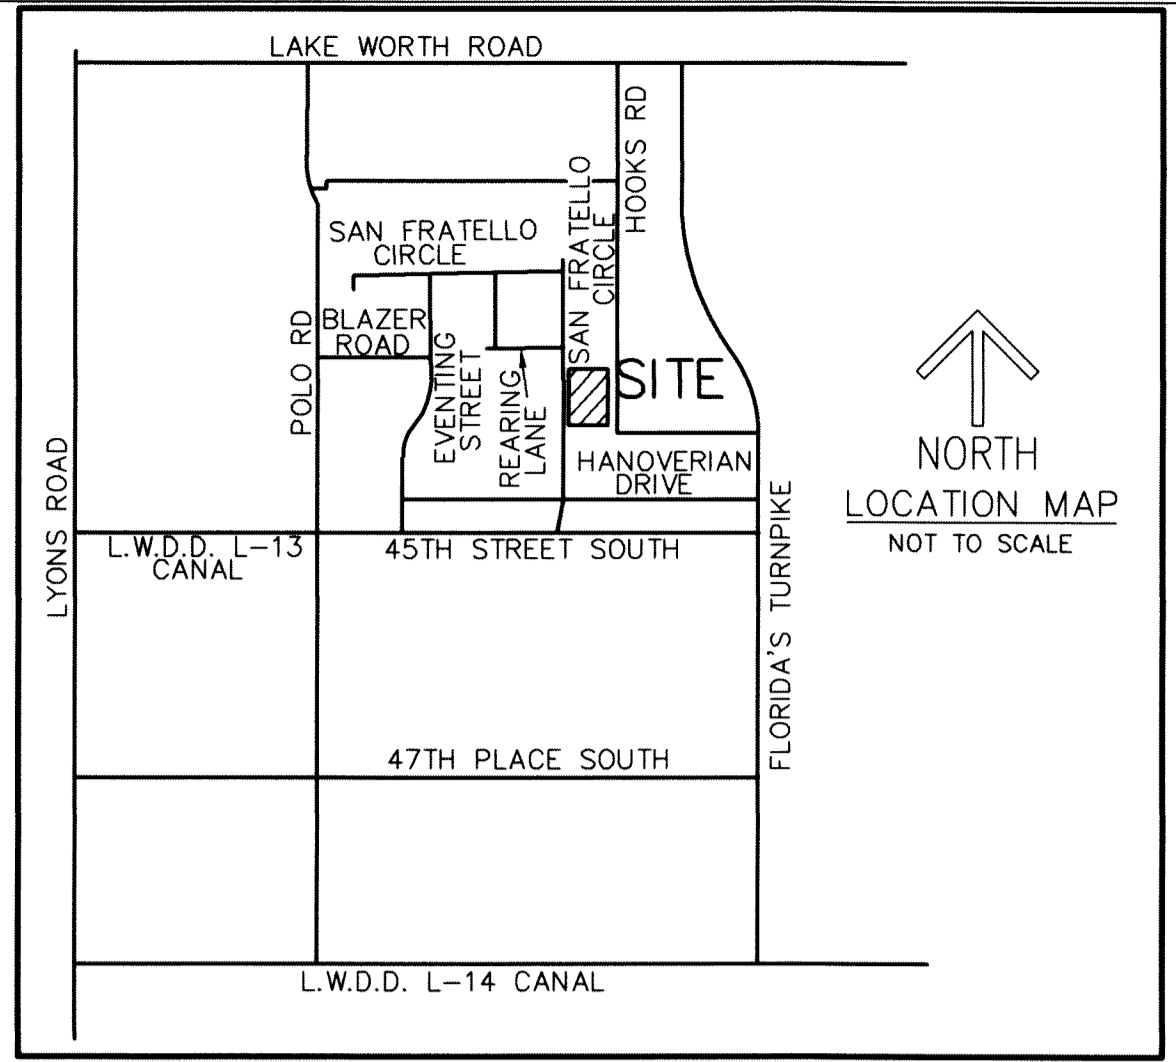 LAKE WORTH ROAD
HOOKS RD
SAN FRATELLO
CIRCLE
SAN FRATELLO
CIRCLE
BLAZER
ROAD
POLO RD
EVENTING
STREET
REARING
LANE
SITE
HANOVERIAN
DRIVE
NORTH
LOCATION MAP
NOT TO SCALE
LYONS ROAD
L.W.D.D. L-13
CANAL
45TH STREET SOUTH
FLORIDA'S TURNPIKE
47TH PLACE SOUTH
L.W.D.D. L-14 CANAL